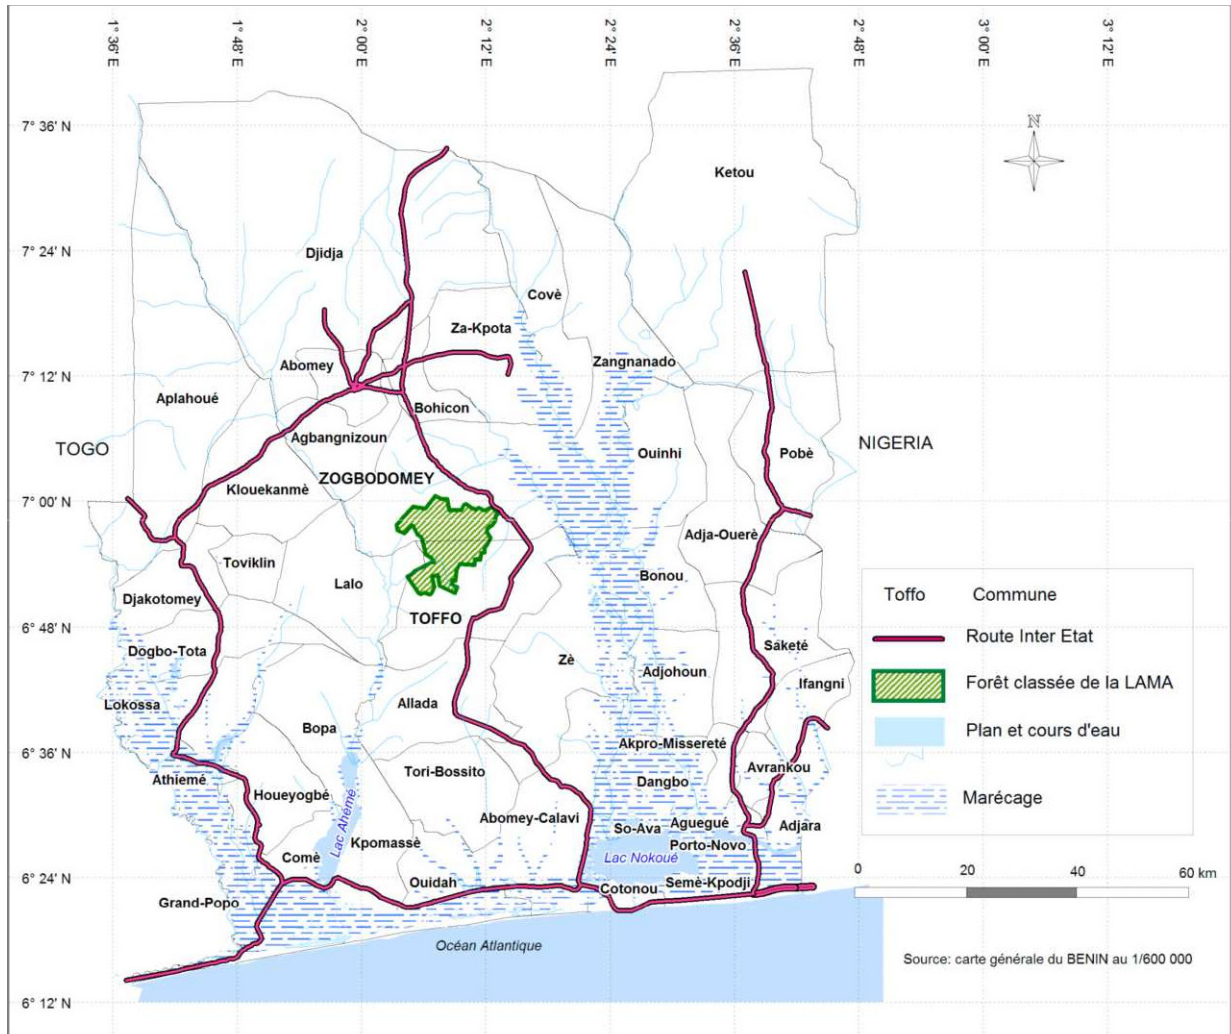 1° 36' E
1° 48' E
2° 00' E
2° 12' E
2° 24' E
2° 36' E
2° 48' E
3° 00' E
3° 12' E
7° 36' N
N
Ketou
7° 24' N
Djidja
Covè
Za-Kpota
Zangnanado
7° 12' N
Abomey
Aplahoué
Bohicon
Agbangnizoun
TOGO
NIGERIA
Ouinhi
Pobè
ZOGBODOMEY
Klouekanmè
7° 00' N
Adja-Ouerè
Toviklin
Lalo
Bonou
Djakotomey
TOFFO
6° 48' N
Dogbo-Tota
Zè
Adjohoun
Saketé
Ifangni
Lokossa
Allada
Bopa
Akpro-Missereté
6° 36' N
Athiemé
Tori-Bossito
Dangbo
Avrankou
Houeyogbé
Lac Ahémé
Abomey-Calavi
So-Ava
Aguegué
Adjara
Kpomassè
Porto-Novo
Comè
Lac Nokoué
6° 24' N
Ouidah
Cotonou
Semè-Kpodji
Grand-Popo
Océan Atlantique
6° 12' N
Toffo Commune
Route Inter Etat
Forêt classée de la LAMA
Plan et cours d'eau
Marécage
0 20 40 60 km
Source: carte générale du BENIN au 1/600 000